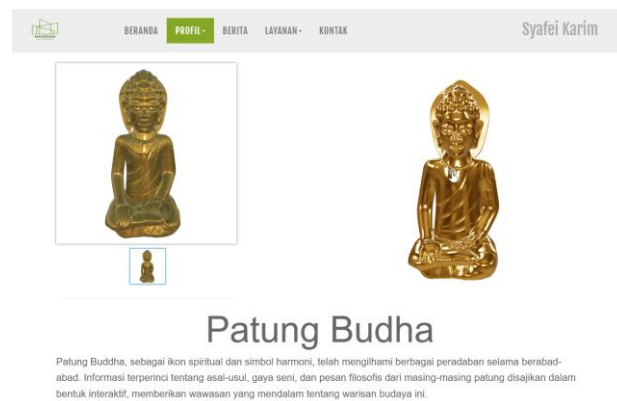 BERANDA PROFIL BERITA LAYANAN KONTAK Syafei Karim
Patung Budha
Patung Buddha, sebagai ikon spiritual dan simbol harmoni, telah mengilhami berbagai peradaban selama berabad-
abad. Informasi terperinci tentang asal-usul, gaya seni, dan pesan filosofis dari masing-masing patung disajikan dalam
bentuk interaktif, memberikan wawasan yang mendalam tentang warisan budaya ini.